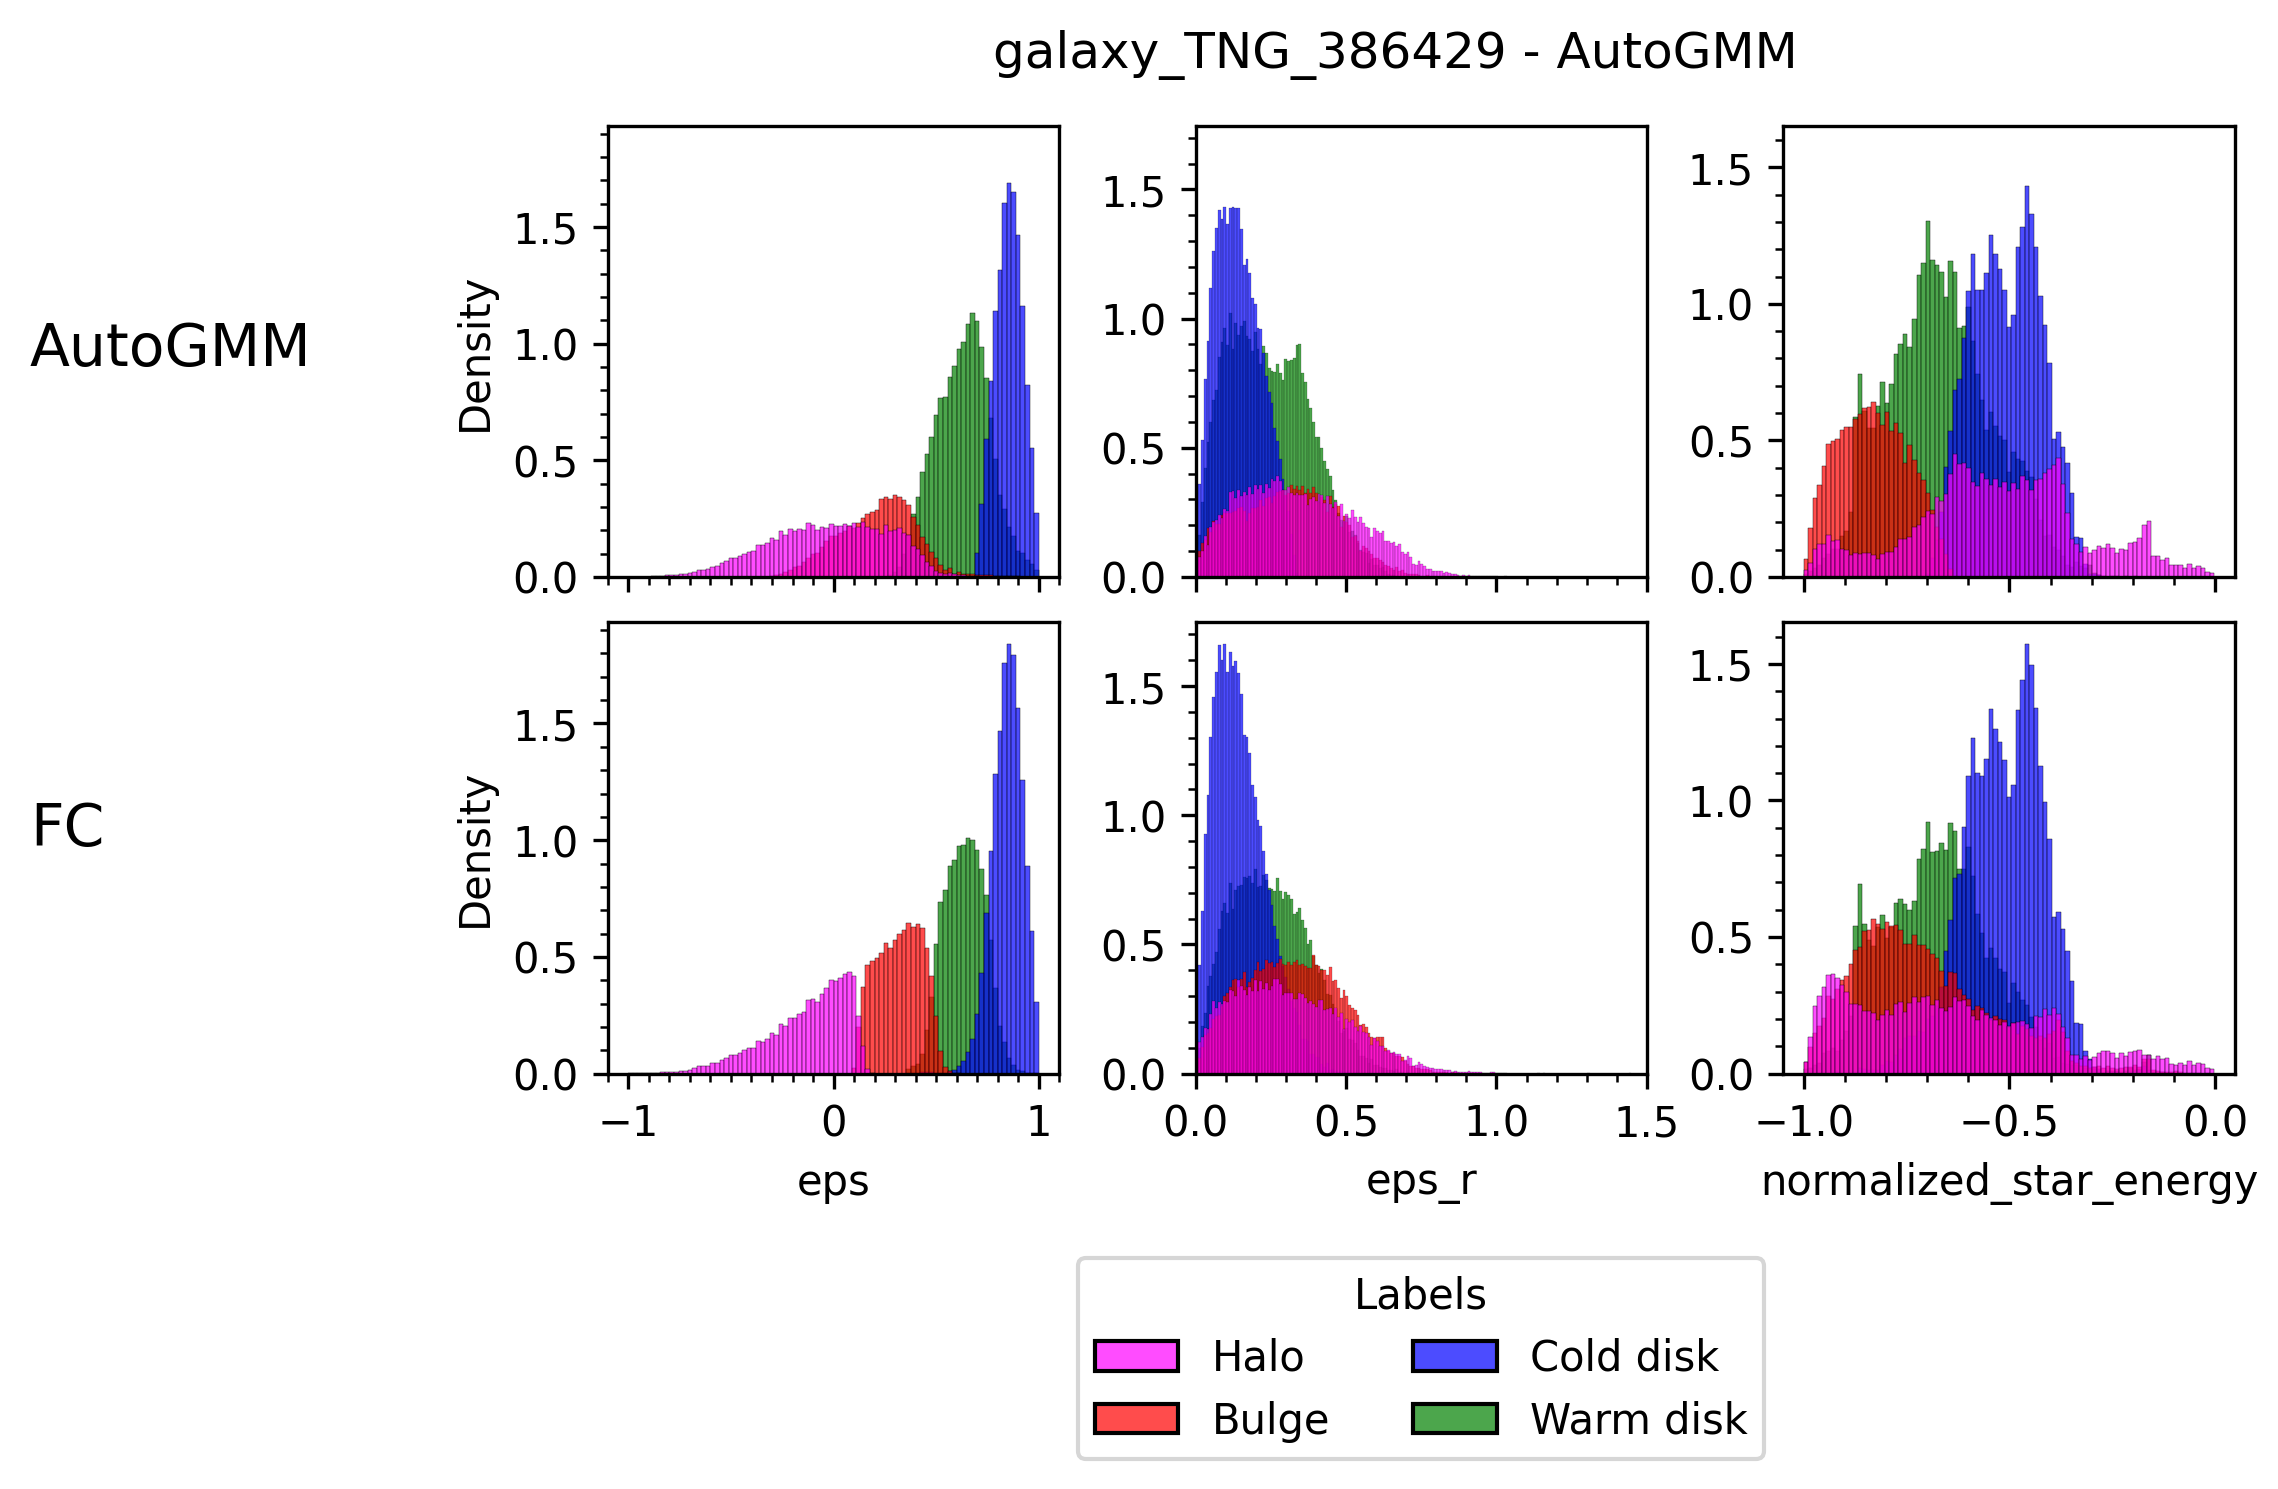 galaxy_TNG_386429 - AutoGMM
AutoGMM
Density
1.5
1.0
0.5
0.0
1.5
1.0
0.5
0.0
1.5
1.0
0.5
0.0
FC
Density
1.5
1.0
0.5
0.0
−1 0 1
eps
1.5
1.0
0.5
0.0
0.0 0.5 1.0 1.5
eps_r
1.5
1.0
0.5
0.0
−1.0 −0.5 0.0
normalized_star_energy
Labels
Halo
Bulge
Cold disk
Warm disk